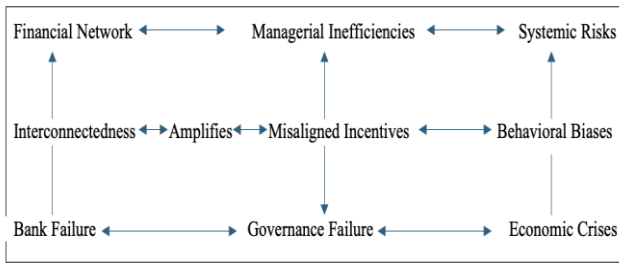 Financial Network Managerial Inefficiencies Systemic Risks
Interconnectedness Amplifies Misaligned Incentives Behavioral Biases
Bank Failure Governance Failure Economic Crises